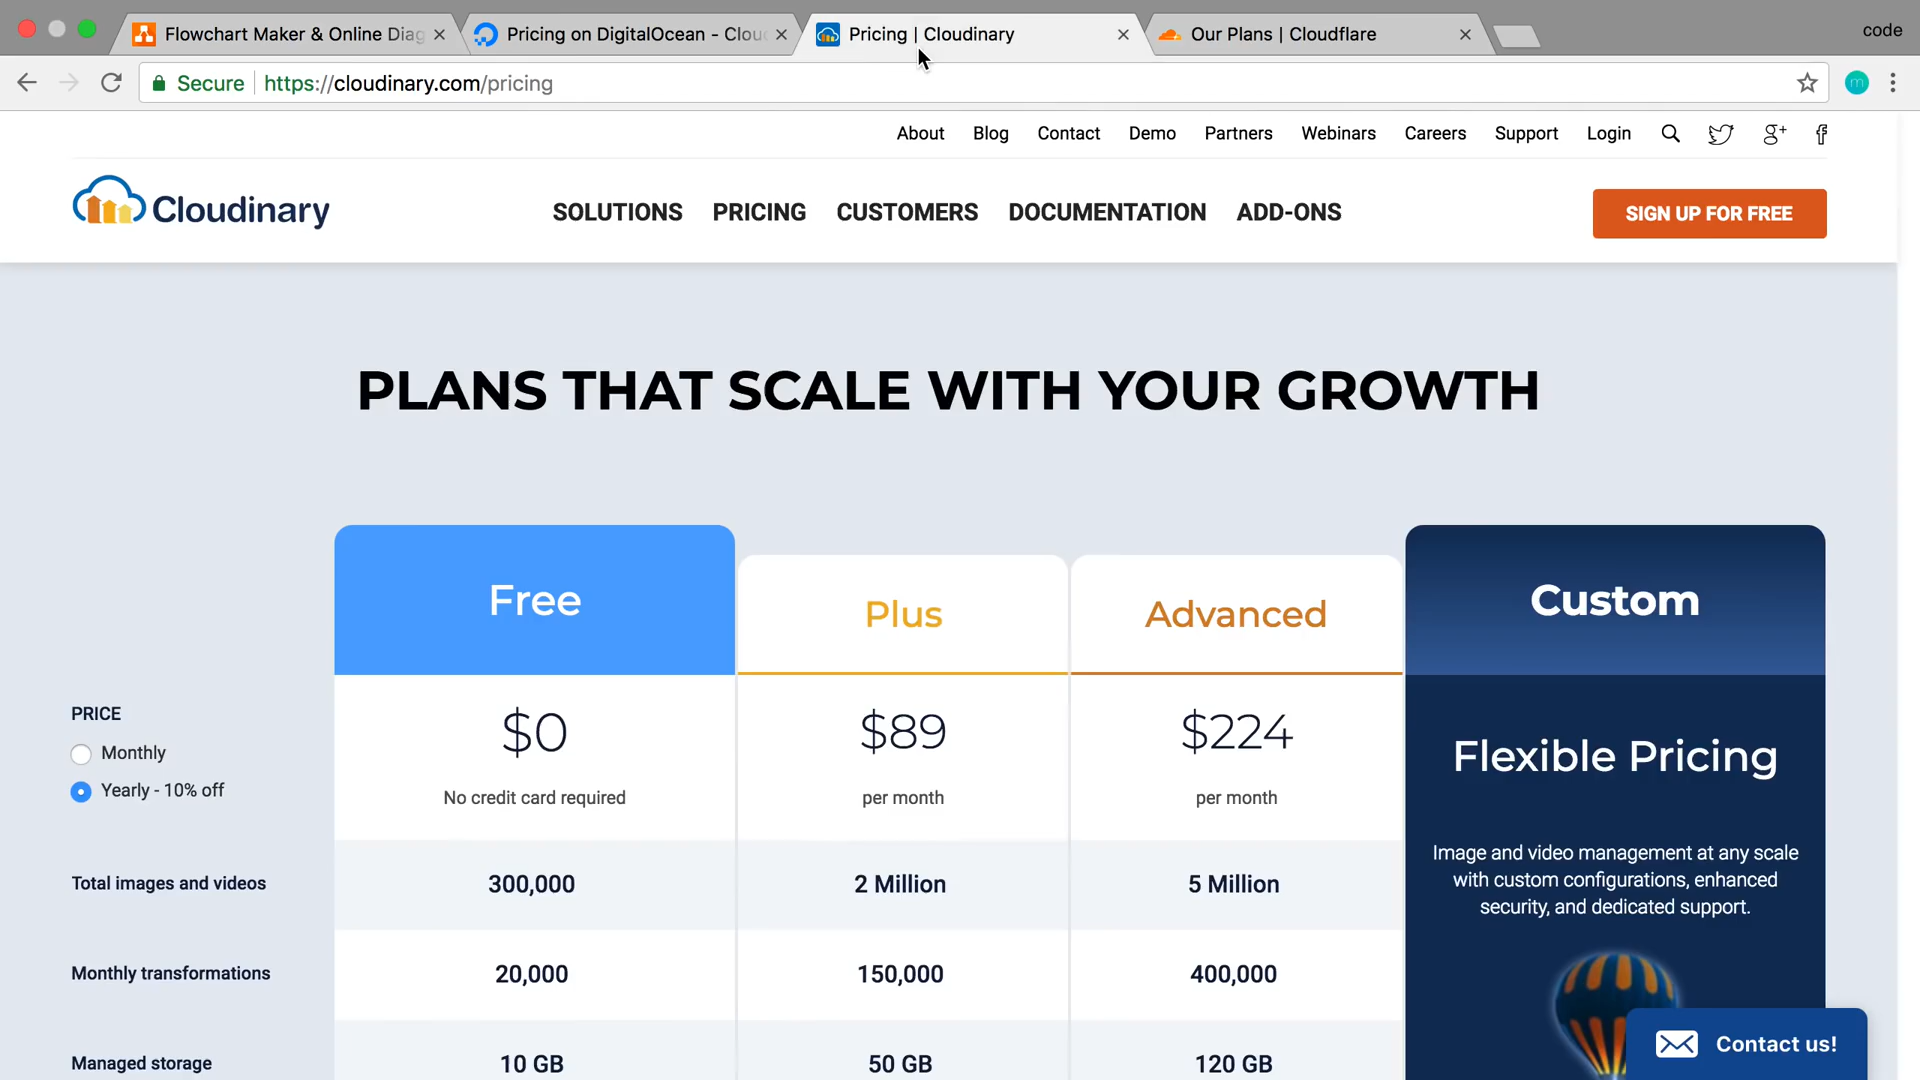 Flowchart Maker & Online Diag
Pricing on DigitalOcean - Clou
Pricing | Cloudinary
Our Plans | Cloudflare
code
Secure
https://cloudinary.com/pricing
m
About
Blog
Contact
Demo
Partners
Webinars
Careers
Support
Login
Cloudinary
SOLUTIONS
PRICING
CUSTOMERS
DOCUMENTATION
ADD-ONS
SIGN UP FOR FREE
PLANS THAT SCALE WITH YOUR GROWTH
Free
Plus
Advanced
Custom
PRICE
Monthly
Yearly - 10% off
$0
No credit card required
$89
per month
$224
per month
Flexible Pricing
Image and video management at any scale
with custom configurations, enhanced
security, and dedicated support.
Total images and videos
300,000
2 Million
5 Million
Monthly transformations
20,000
150,000
400,000
Managed storage
10 GB
50 GB
120 GB
Contact us!